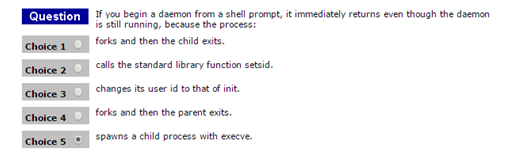 Question If you begin a daemon from a shell prompt, it immediately returns even though the daemon
is still running, because the process:
Choice 1 forks and then the child exits.
Choice 2 calls the standard library function setsid.
Choice 3 changes its user id to that of init.
Choice 4 forks and then the parent exits.
Choice 5 spawns a child process with execve.